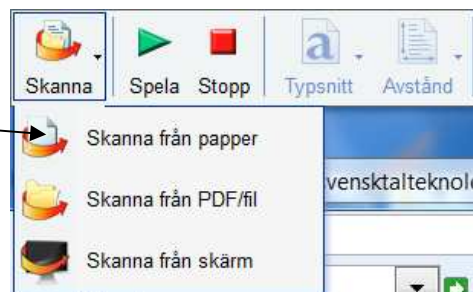 Skanna Spela Stopp Typsnitt Avstånd
Skanna från papper
vensktalteknol
Skanna från PDF/fil
Skanna från skärm